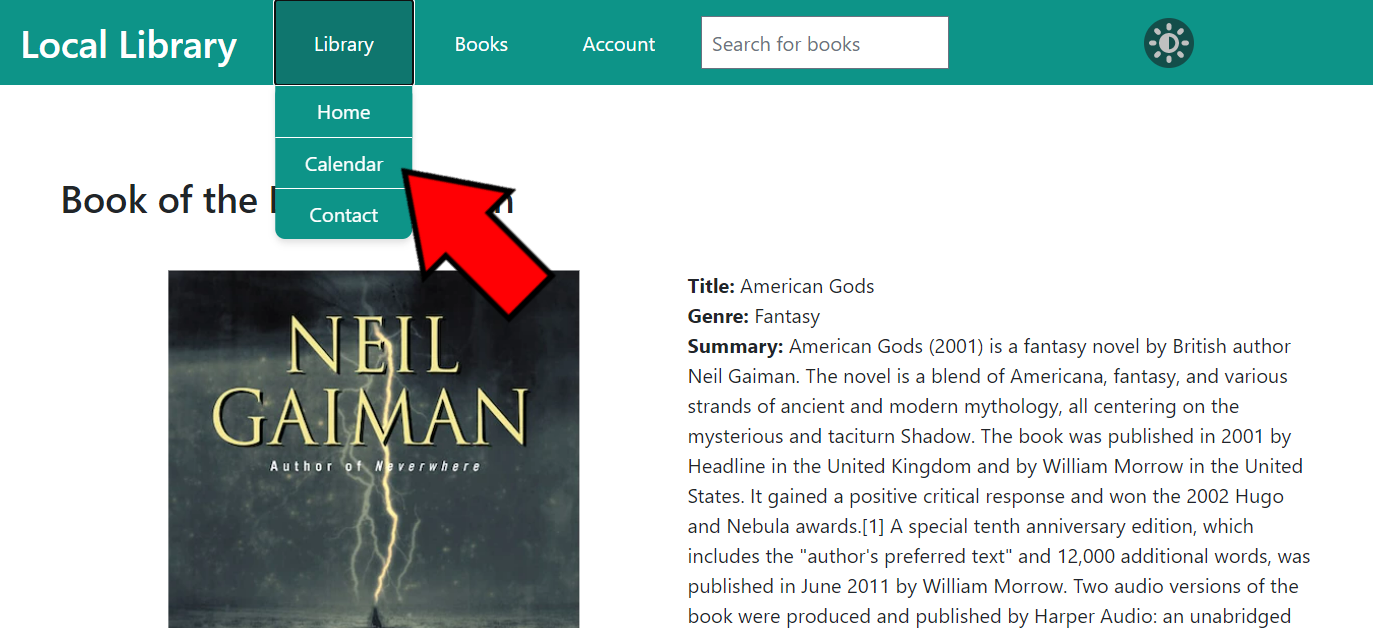 Local Library
Library
Books
Account
Search for books
Home
Calendar
Contact
Book of the
Title: American Gods
Genre: Fantasy
Summary: American Gods (2001) is a fantasy novel by British author
Neil Gaiman. The novel is a blend of Americana, fantasy, and various
strands of ancient and modern mythology, all centering on the
mysterious and taciturn Shadow. The book was published in 2001 by
Headline in the United Kingdom and by William Morrow in the United
States. It gained a positive critical response and won the 2002 Hugo
and Nebula awards.[1] A special tenth anniversary edition, which
includes the "author's preferred text" and 12,000 additional words, was
published in June 2011 by William Morrow. Two audio versions of the
book were produced and published by Harper Audio: an unabridged
NEIL
GAIMAN
Author of Neverwhere